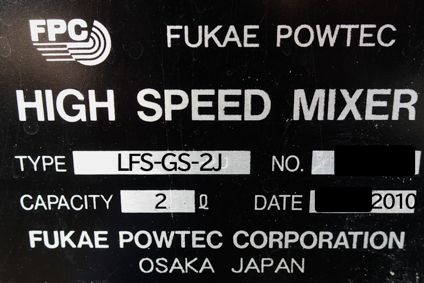 FPC FUKAE POWTEC
HIGH SPEED MIXER
TYPE LFS-GS-2J NO.
CAPACITY 2 ℓ DATE 2010
FUKAE POWTEC CORPORATION
OSAKA JAPAN